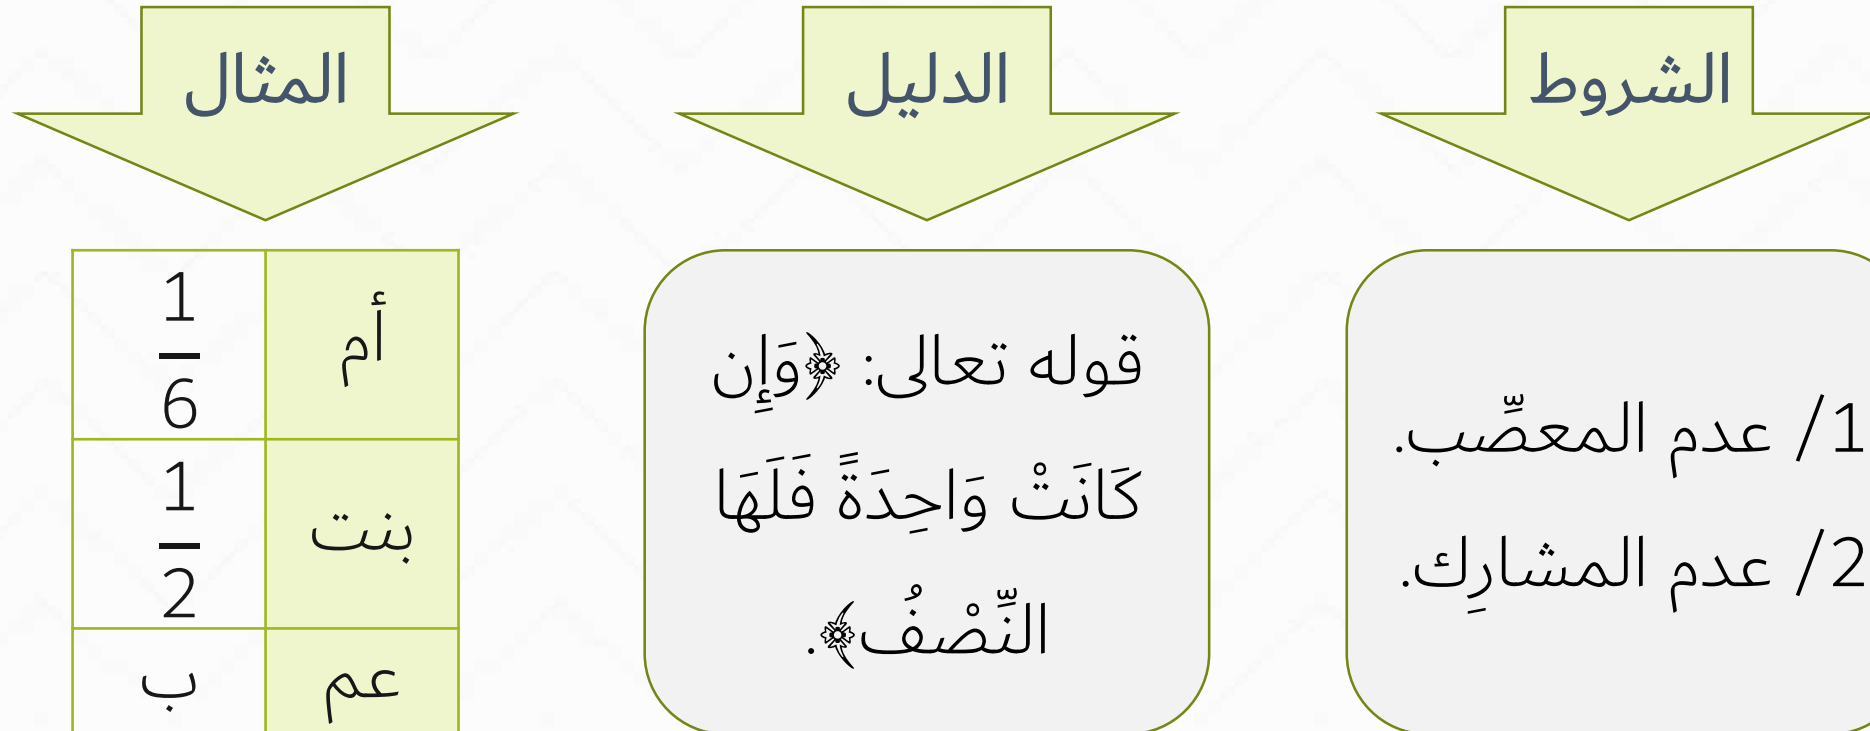 الشروط
1/ عدم المعصِّب.
2/ عدم المشارِك.
الدليل
قوله تعالى: ﴿وَإِن
كَانَتْ وَاحِدَةً فَلَهَا
النِّصْفُ﴾.
المثال
أم 1/6
بنت 1/2
عم ب